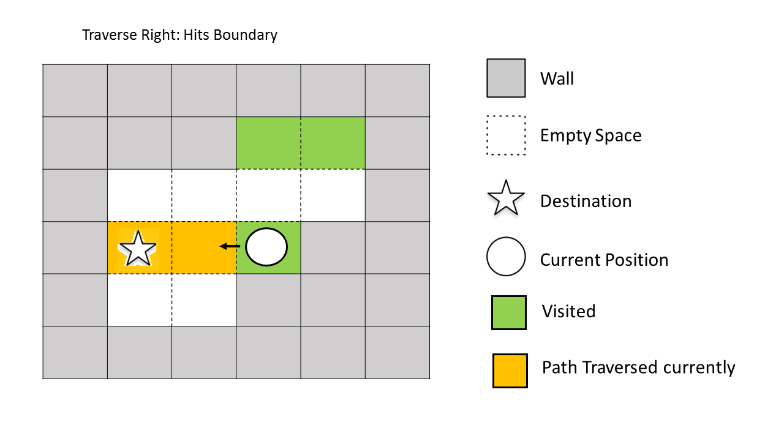 Traverse Right: Hits Boundary
Wall
Empty Space
Destination
Current Position
Visited
Path Traversed currently